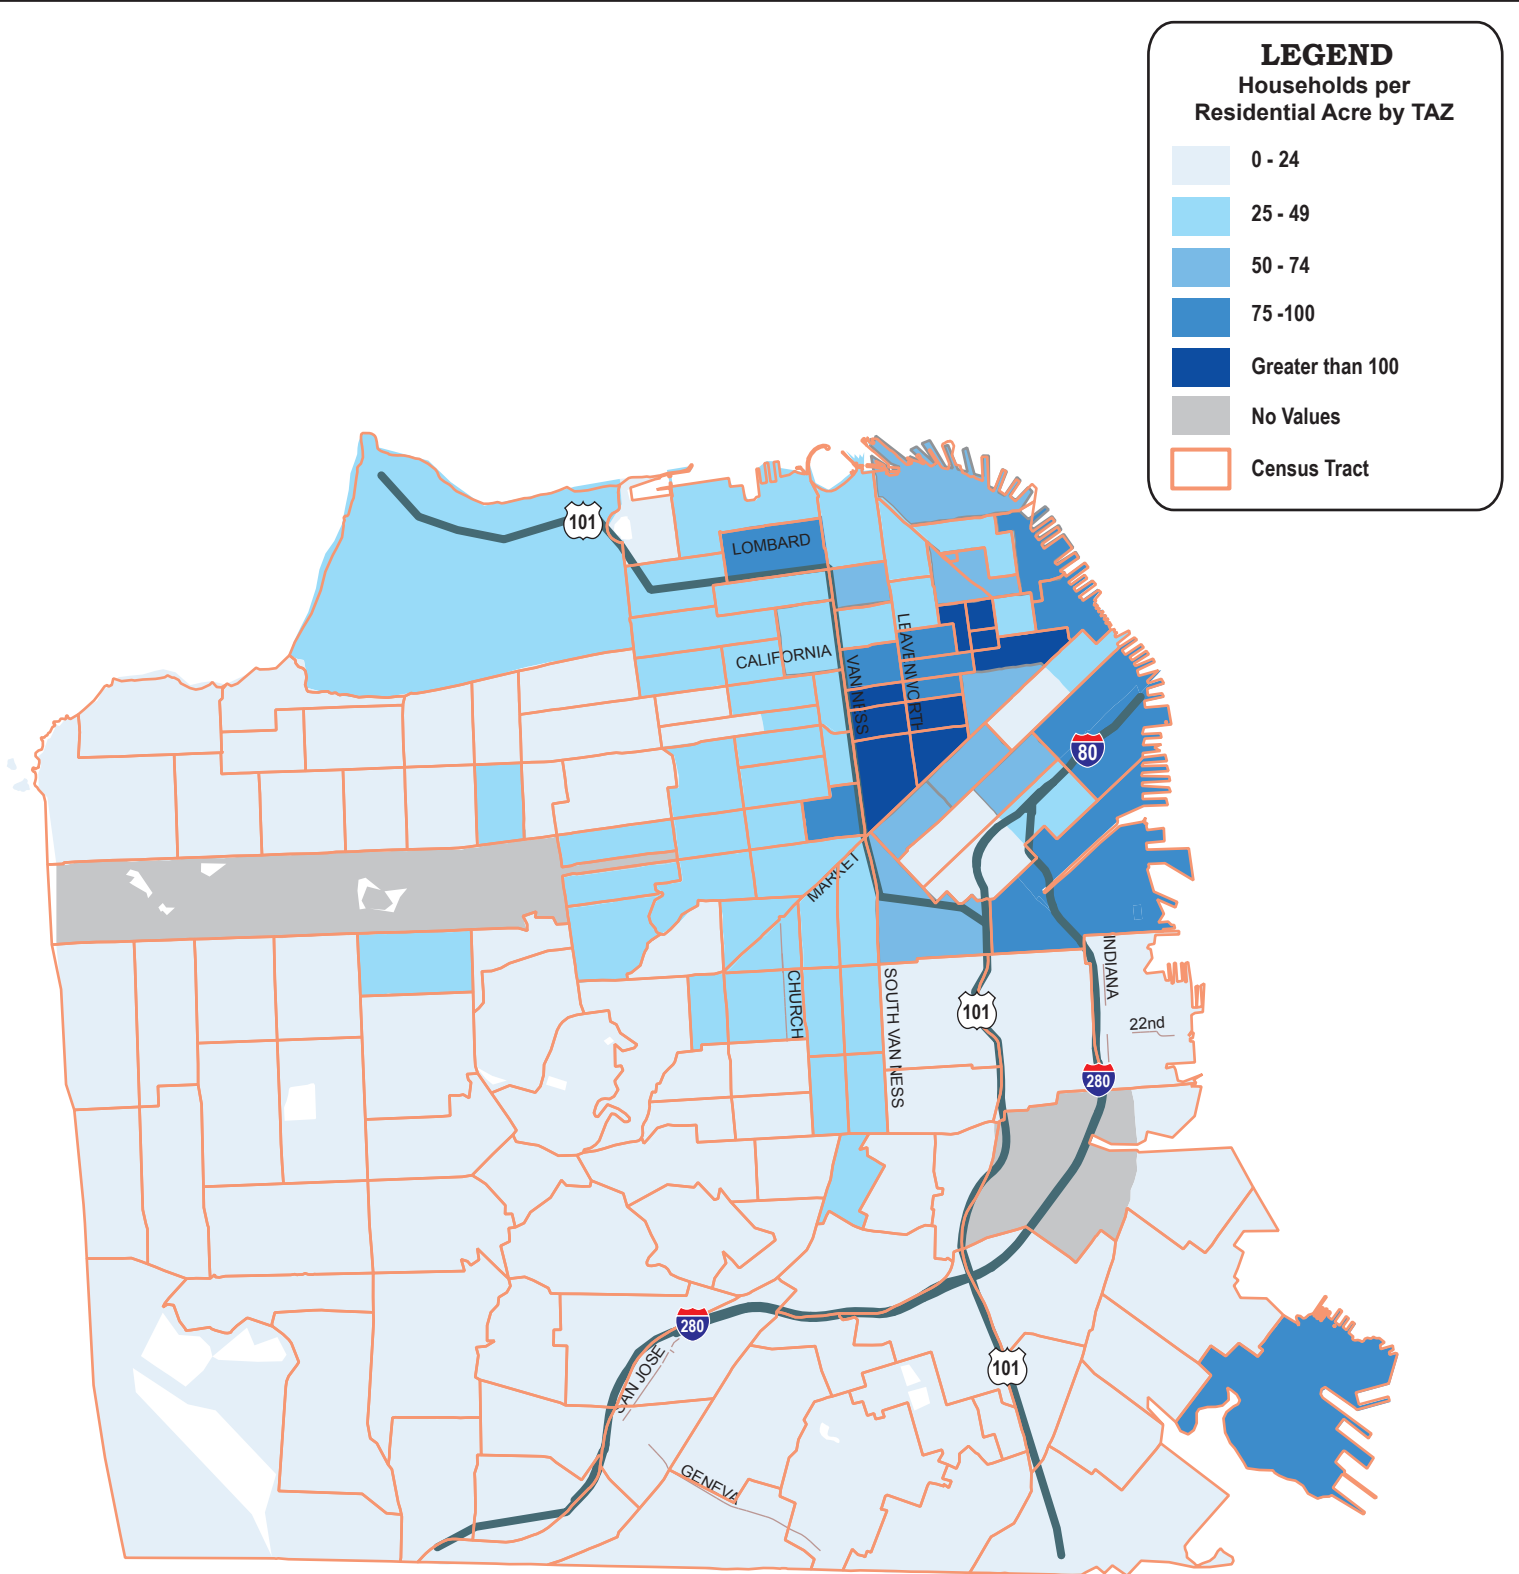 LEGEND
Households per
Residential Acre by TAZ
0 - 24
25 - 49
50 - 74
75 -100
Greater than 100
No Values
Census Tract
101
LOMBARD
LEAVENWORTH
CALIFORNIA
VAN NESS
80
MARKET
INDIANA
CHURCH
SOUTH VAN NESS
101
22nd
280
280
SAN JOSE
101
GENEVA